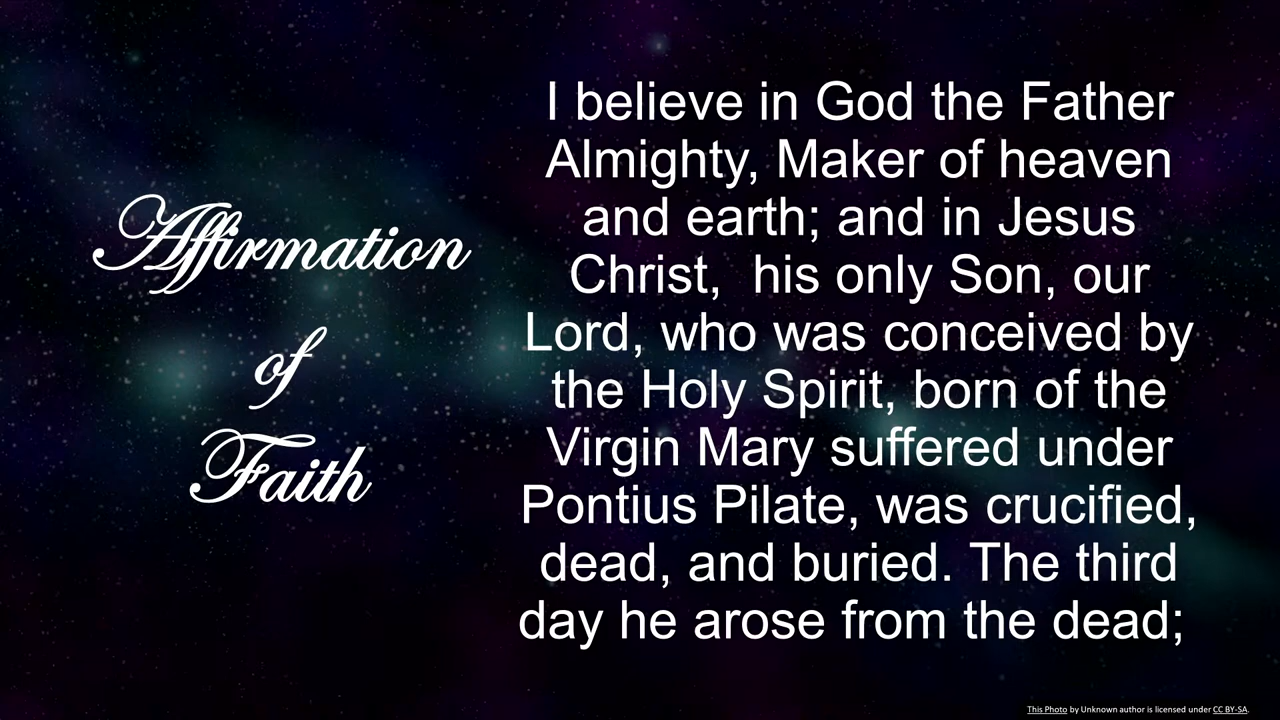 Affirmation
of
Faith
I believe in God the Father
Almighty, Maker of heaven
and earth; and in Jesus
Christ,  his only Son, our
Lord, who was conceived by
the Holy Spirit, born of the
Virgin Mary suffered under
Pontius Pilate, was crucified,
dead, and buried. The third
day he arose from the dead;
This Photo by Unknown author is licensed under CC BY-SA.